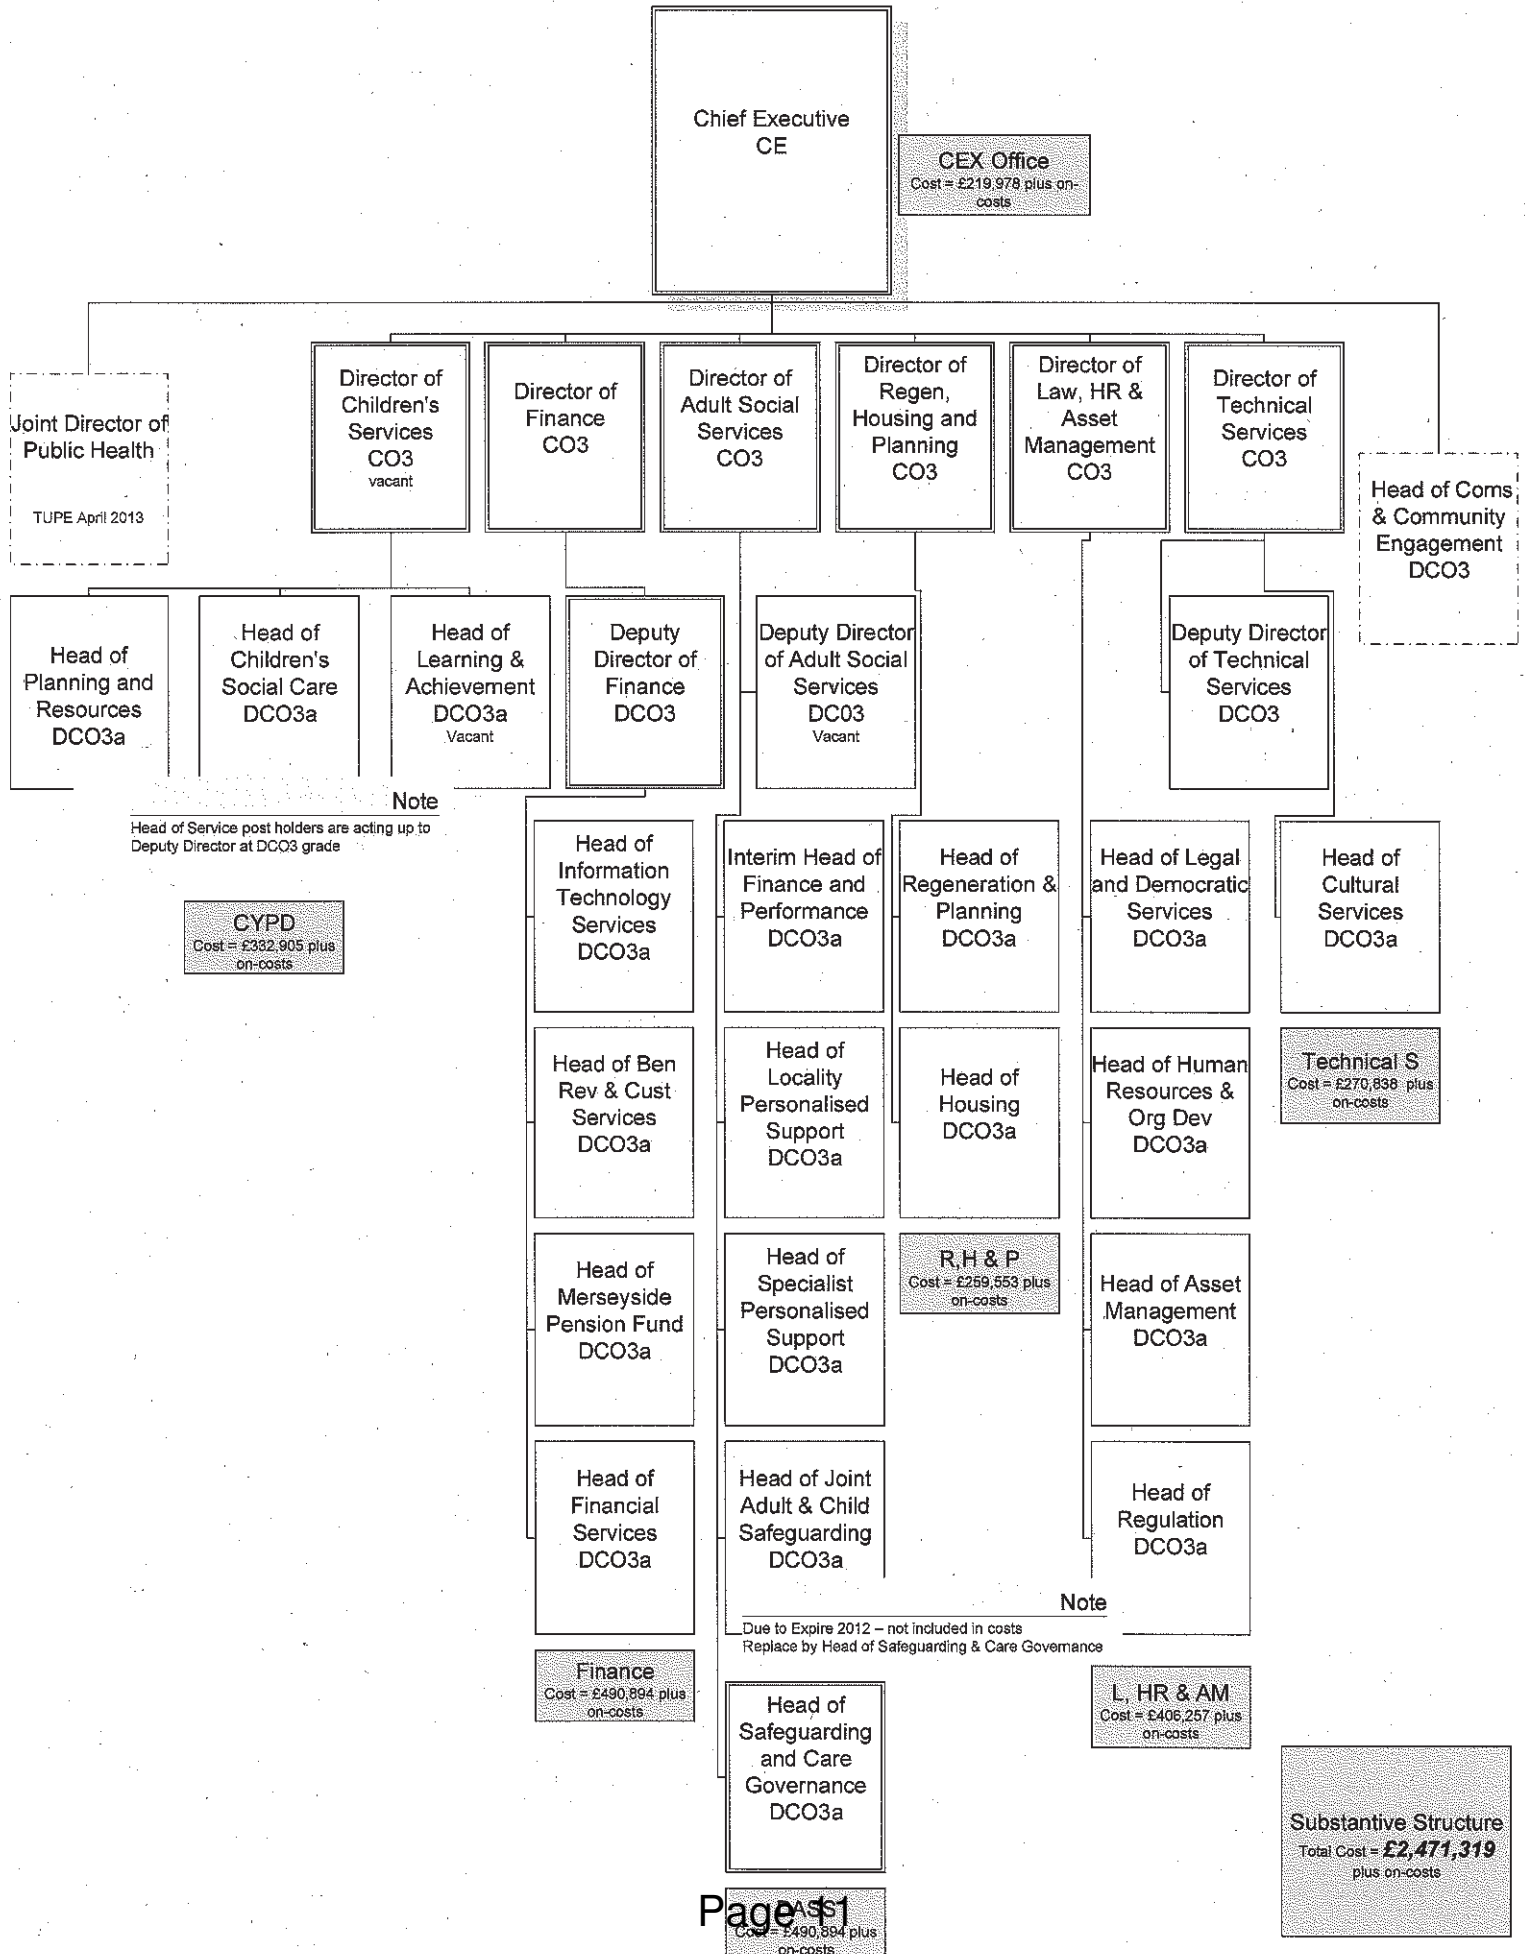 Chief Executive
CE
CEX Office
Cost = £219,978 plus on-
costs
Joint Director of
Public Health
TUPE April 2013
Director of
Children's
Services
CO3
vacant
Director of
Finance
CO3
Director of
Adult Social
Services
CO3
Director of
Regen,
Housing and
Planning
CO3
Director of
Law, HR &
Asset
Management
CO3
Director of
Technical
Services
CO3
Head of Coms
& Community
Engagement
DCO3
Head of
Planning and
Resources
DCO3a
Head of
Children's
Social Care
DCO3a
Head of
Learning &
Achievement
DCO3a
Vacant
Deputy
Director of
Finance
DCO3
Deputy Director
of Adult Social
Services
DC03
Vacant
Deputy Director
of Technical
Services
DCO3
Note
Head of Service post holders are acting up to
Deputy Director at DCO3 grade
CYPD
Cost = £332,905 plus
on-costs
Head of
Information
Technology
Services
DCO3a
Interim Head of
Finance and
Performance
DCO3a
Head of
Regeneration &
Planning
DCO3a
Head of Legal
and Democratic
Services
DCO3a
Head of
Cultural
Services
DCO3a
Head of Ben
Rev & Cust
Services
DCO3a
Head of
Locality
Personalised
Support
DCO3a
Head of
Housing
DCO3a
Head of Human
Resources &
Org Dev
DCO3a
Technical S
Cost = £270,838 plus
on-costs
Head of
Merseyside
Pension Fund
DCO3a
Head of
Specialist
Personalised
Support
DCO3a
R,H & P
Cost = £259,553 plus
on-costs
Head of Asset
Management
DCO3a
Head of
Financial
Services
DCO3a
Head of Joint
Adult & Child
Safeguarding
DCO3a
Head of
Regulation
DCO3a
Note
Due to Expire 2012 – not included in costs
Replace by Head of Safeguarding & Care Governance
Finance
Cost = £490,894 plus
on-costs
Head of
Safeguarding
and Care
Governance
DCO3a
L, HR & AM
Cost = £406,257 plus
on-costs
Substantive Structure
Total Cost = £2,471,319
plus on-costs
DASS
Cost = £490,894 plus
on-costs
Page 11